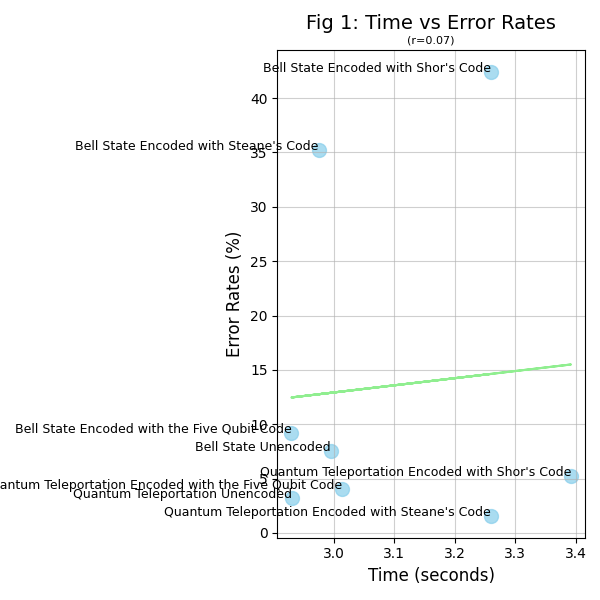 Fig 1: Time vs Error Rates
(r=0.07)
Bell State Encoded with Shor's Code
40
Bell State Encoded with Steane's Code
35
30
25
20
15
10
Bell State Encoded with the Five Qubit Code
Bell State Unencoded
Quantum Teleportation Encoded with Shor's Code
5
Teleportation Encoded with the Five Qubit Code
Quantum Teleportation Unencoded
Quantum Teleportation Encoded with Steane's Code
0
Error Rates (%)
3.0 3.1 3.2 3.3 3.4
Time (seconds)